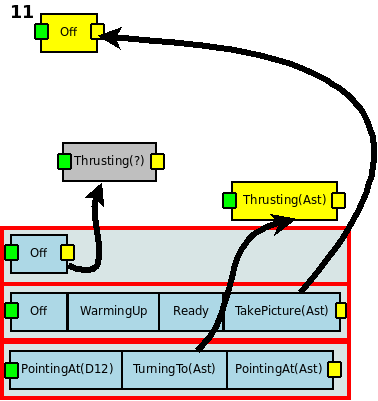 11
Off
Thrusting(?)
Thrusting(Ast)
Off
Off WarmingUp Ready TakePicture(Ast)
PointingAt(D12) TurningTo(Ast) PointingAt(Ast)